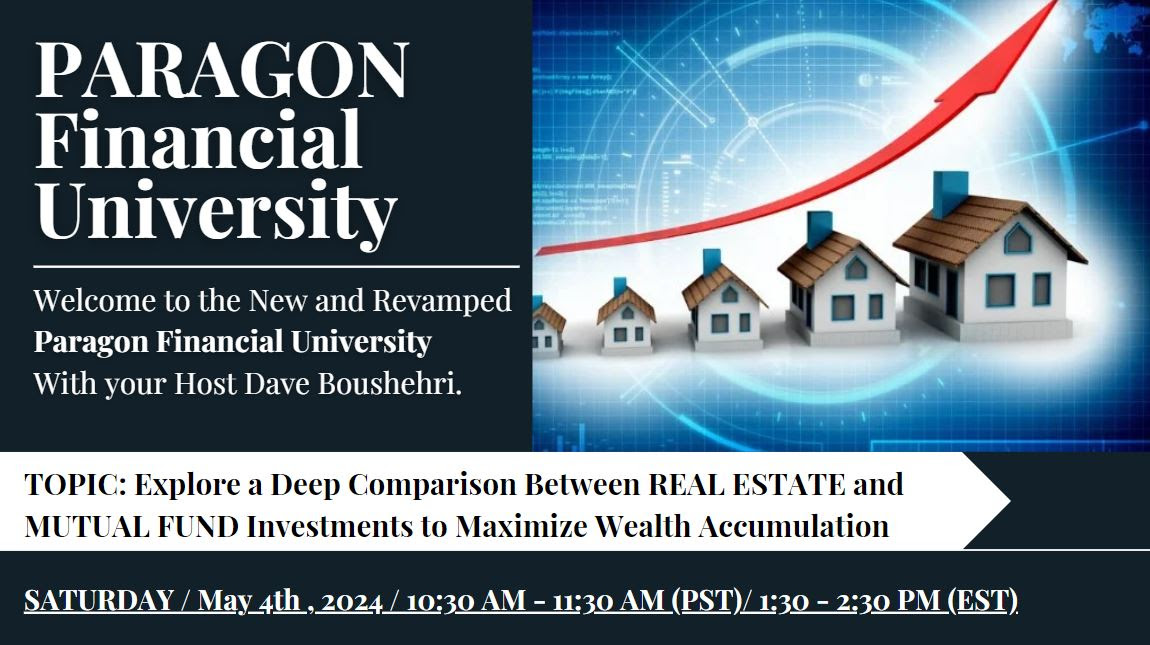 PARAGON
Financial
University
Welcome to the New and Revamped
Paragon Financial University
With your Host Dave Boushehri.
TOPIC: Explore a Deep Comparison Between REAL ESTATE and
MUTUAL FUND Investments to Maximize Wealth Accumulation
SATURDAY / May 4th , 2024 / 10:30 AM - 11:30 AM (PST)/ 1:30 - 2:30 PM (EST)